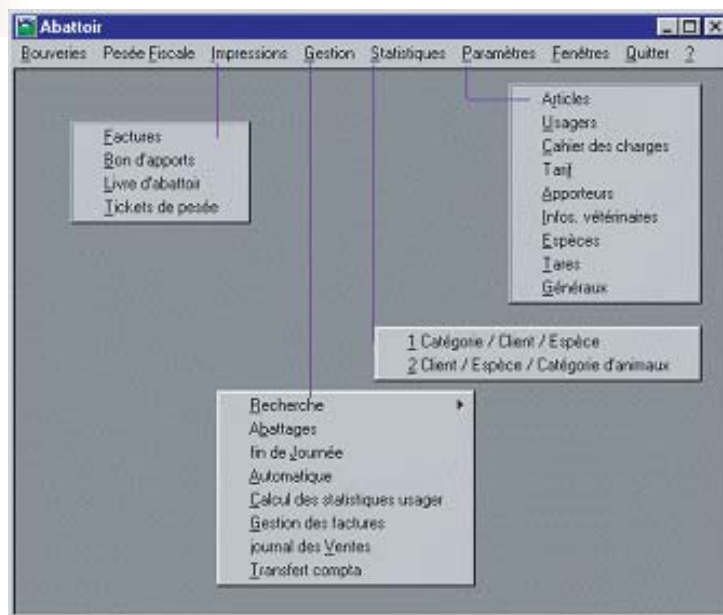 Abattoir
Bouveries Pesée Fiscale Impressions Gestion Statistiques Paramètres Fenêtres Quitter ?
Factures
Bon d'apports
Livre d'abattoir
Tickets de pesée
Articles
Usagers
Cahier des charges
Tarif
Apporteurs
Infos. vétérinaires
Espèces
Tares
Généraux
1 Catégorie / Client / Espèce
2 Client / Espèce / Catégorie d'animaux
Recherche
Abattages
fin de Journée
Automatique
Calcul des statistiques usager
Gestion des factures
journal des Ventes
Transfert compta